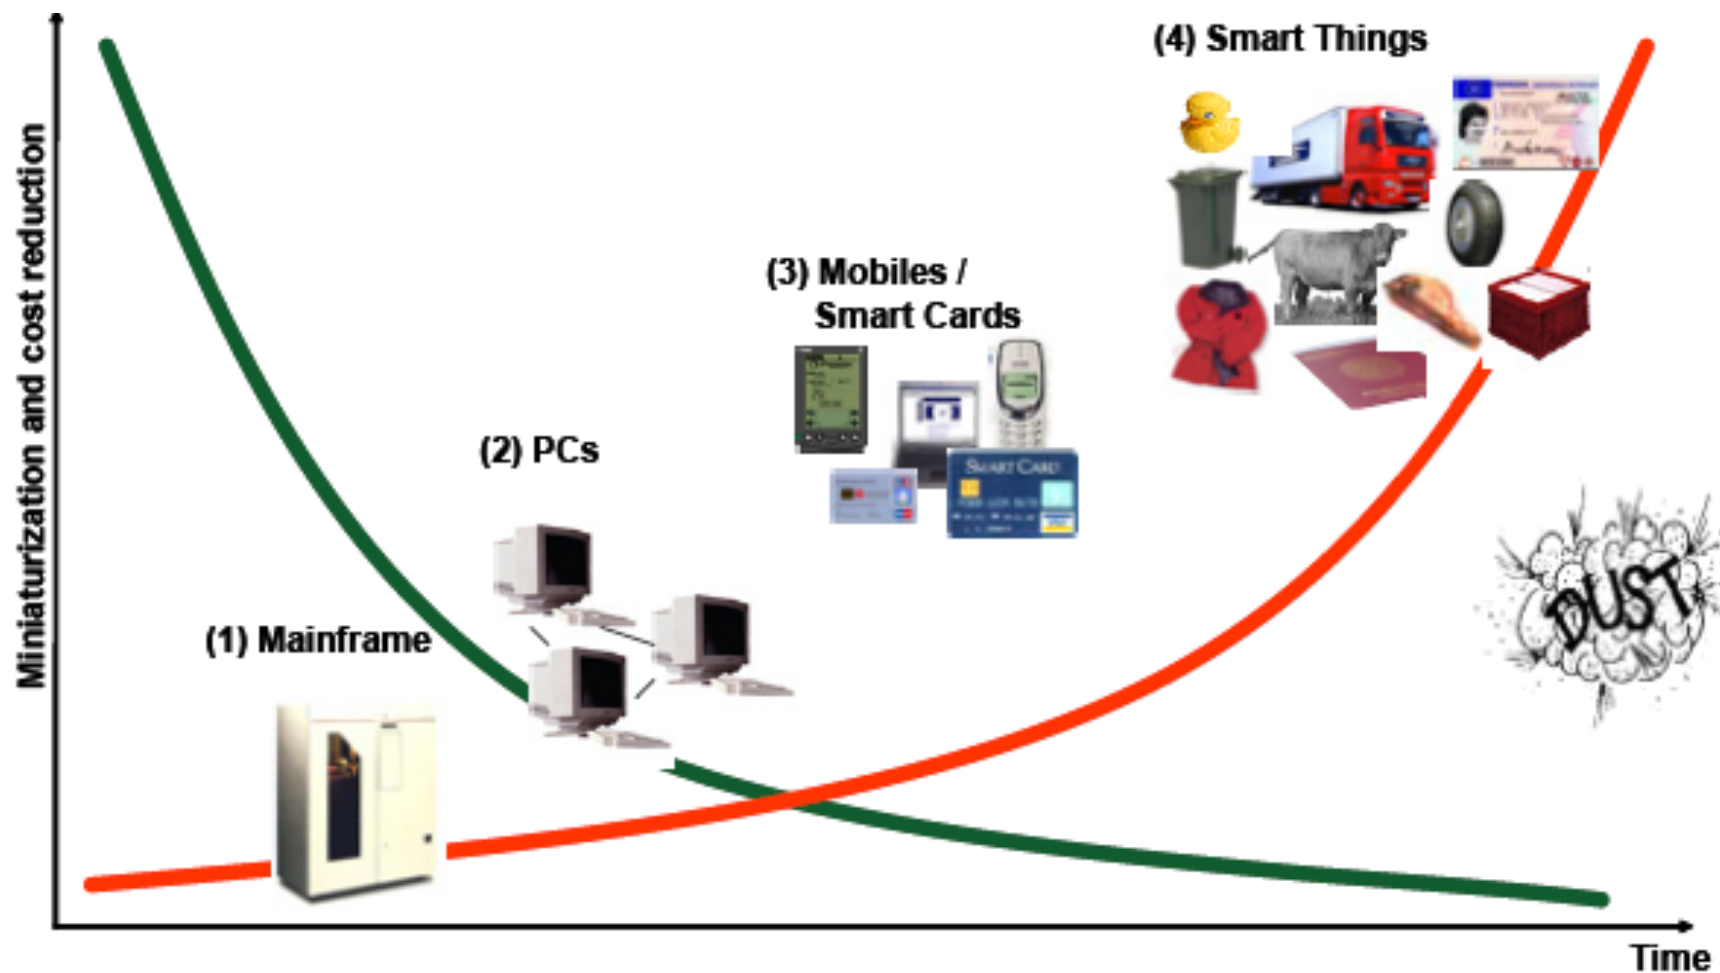 (4) Smart Things
Miniaturization and cost reduction
(3) Mobiles /
Smart Cards
SMART CARD
(2) PCs
DUST
(1) Mainframe
Time